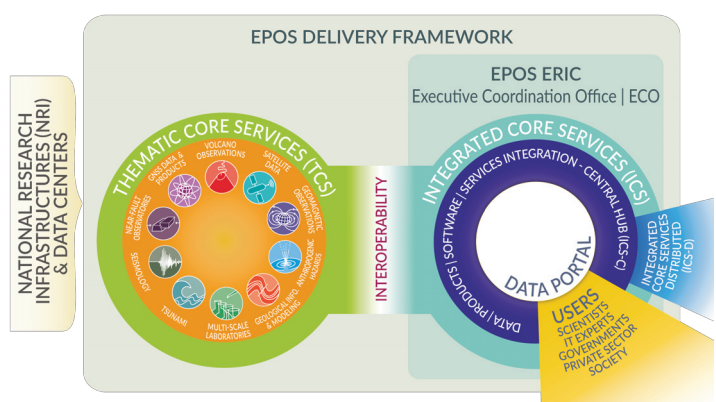 EPOS DELIVERY FRAMEWORK
EPOS ERIC
Executive Coordination Office | ECO
NATIONAL RESEARCH
INFRASTRUCTURES (NRI)
& DATA CENTERS
THEMATIC CORE SERVICES (TCS)
VOLCANO
OBSERVATIONS
SATELLITE
DATA
GEOMAGNETIC
OBSERVATIONS
ANTHROPOGENIC
HAZARDS
GEOLOGICAL INFO.
& MODELING
MULTI-SCALE
LABORATORIES
TSUNAMI
SEISMOLOGY
NEAR-FAULT
OBSERVATORIES
GNSS DATA &
PRODUCTS
INTEROPERABILITY
INTEGRATED CORE SERVICES (ICS)
DATA | PRODUCTS | SOFTWARE | SERVICES INTEGRATION - CENTRAL HUB (ICS-C)
DATA PORTAL
INTEGRATED
CORE SERVICES
DISTRIBUTED
(ICS-D)
USERS
SCIENTISTS
IT EXPERTS
GOVERNMENTS
PRIVATE SECTOR
SOCIETY